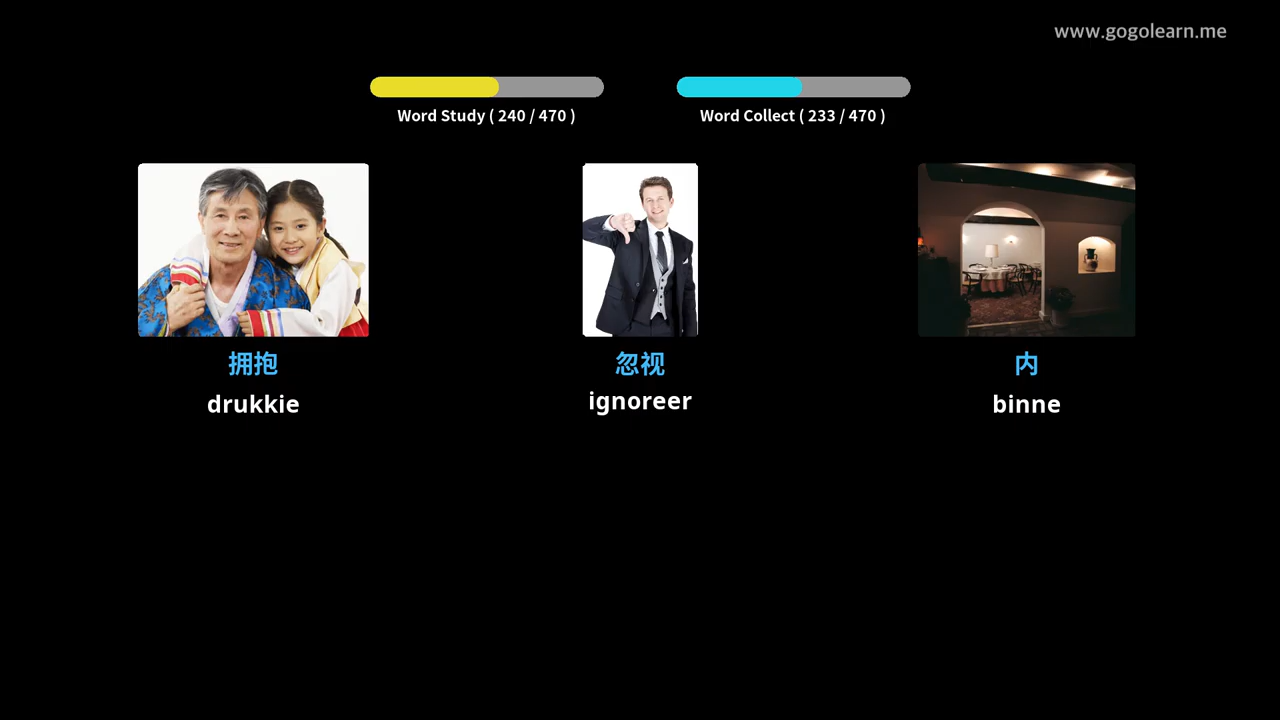 www.gogolearn.me
Word Study ( 240 / 470 )
Word Collect ( 233 / 470 )
拥抱
忽视
内
drukkie
ignoreer
binne